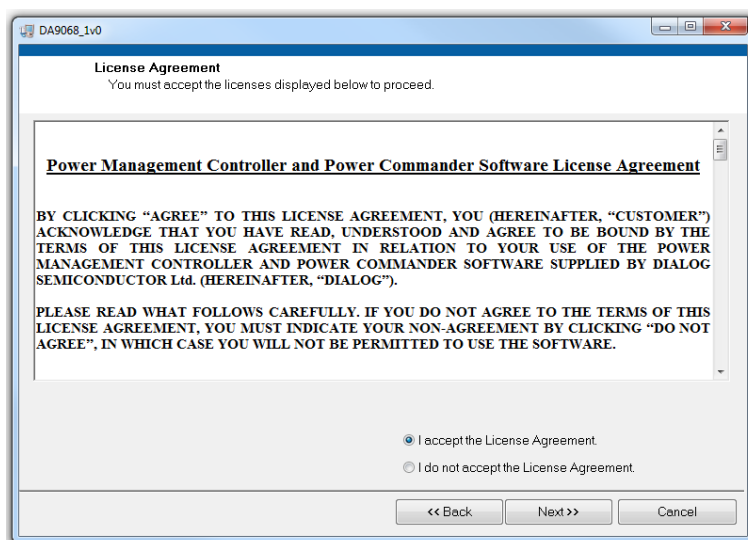 DA9068_1v0
License Agreement
You must accept the licenses displayed below to proceed.
Power Management Controller and Power Commander Software License Agreement
BY CLICKING “AGREE” TO THIS LICENSE AGREEMENT, YOU (HEREINAFTER, “CUSTOMER”)
ACKNOWLEDGE THAT YOU HAVE READ, UNDERSTOOD AND AGREE TO BE BOUND BY THE
TERMS OF THIS LICENSE AGREEMENT IN RELATION TO YOUR USE OF THE POWER
MANAGEMENT CONTROLLER AND POWER COMMANDER SOFTWARE SUPPLIED BY DIALOG
SEMICONDUCTOR Ltd. (HEREINAFTER, “DIALOG”).
PLEASE READ WHAT FOLLOWS CAREFULLY. IF YOU DO NOT AGREE TO THE TERMS OF THIS
LICENSE AGREEMENT, YOU MUST INDICATE YOUR NON-AGREEMENT BY CLICKING “DO NOT
AGREE”, IN WHICH CASE YOU WILL NOT BE PERMITTED TO USE THE SOFTWARE.
I accept the License Agreement.
I do not accept the License Agreement.
<< Back Next >> Cancel